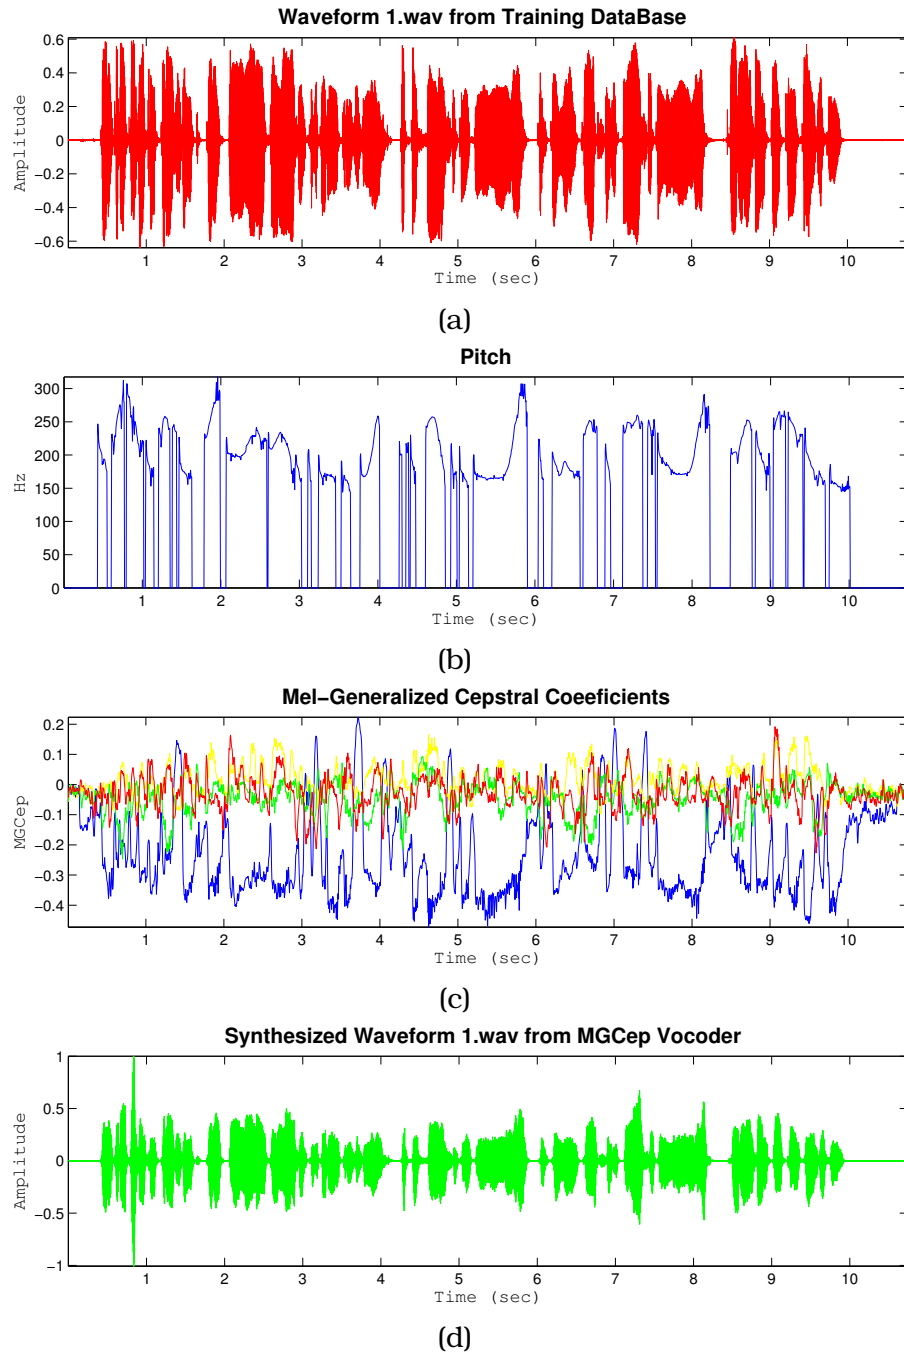 Waveform 1.wav from Training DataBase
0.6
0.4
0.2
0
−0.2
−0.4
−0.6
Amplitude
1 2 3 4 5 6 7 8 9 10
Time (sec)
(a)
Pitch
300
250
200
150
100
50
0
Hz
1 2 3 4 5 6 7 8 9 10
Time (sec)
(b)
Mel−Generalized Cepstral Coeeficients
0.2
0.1
0
−0.1
−0.2
−0.3
−0.4
MGCep
1 2 3 4 5 6 7 8 9 10
Time (sec)
(c)
Synthesized Waveform 1.wav from MGCep Vocoder
1
0.5
0
−0.5
−1
Amplitude
1 2 3 4 5 6 7 8 9 10
Time (sec)
(d)